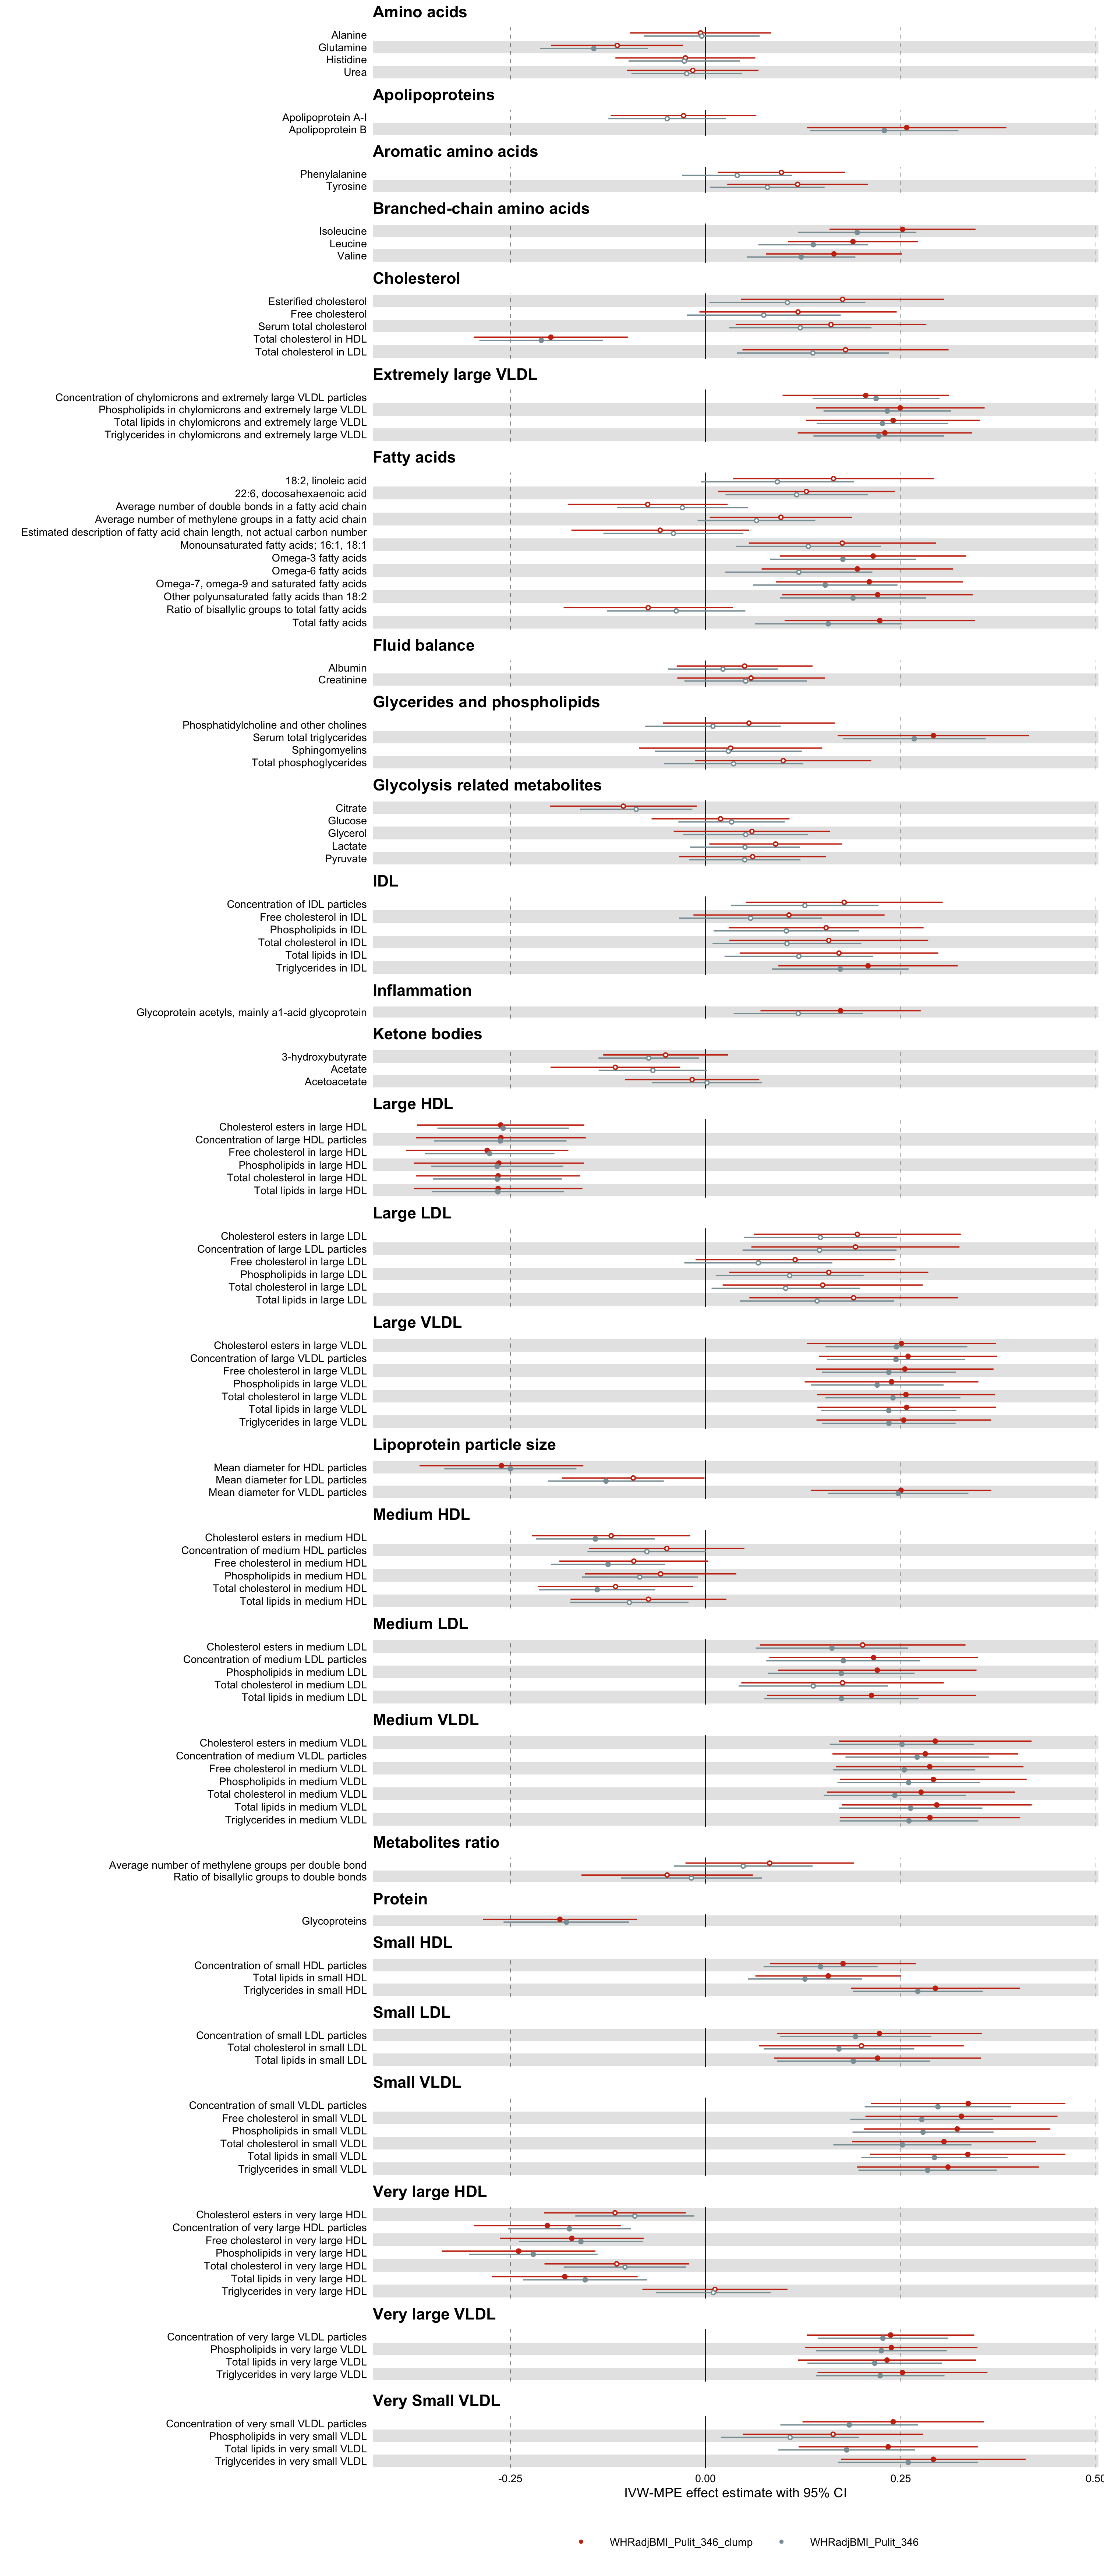 Amino acids
Alanine
Glutamine
Histidine
Urea
Apolipoproteins
Apolipoprotein A-I
Apolipoprotein B
Aromatic amino acids
Phenylalanine
Tyrosine
Branched-chain amino acids
Isoleucine
Leucine
Valine
Cholesterol
Esterified cholesterol
Free cholesterol
Serum total cholesterol
Total cholesterol in HDL
Total cholesterol in LDL
Extremely large VLDL
Concentration of chylomicrons and extremely large VLDL particles
Phospholipids in chylomicrons and extremely large VLDL
Total lipids in chylomicrons and extremely large VLDL
Triglycerides in chylomicrons and extremely large VLDL
Fatty acids
18:2, linoleic acid
22:6, docosahexaenoic acid
Average number of double bonds in a fatty acid chain
Average number of methylene groups in a fatty acid chain
Estimated description of fatty acid chain length, not actual carbon number
Monounsaturated fatty acids; 16:1, 18:1
Omega-3 fatty acids
Omega-6 fatty acids
Omega-7, omega-9 and saturated fatty acids
Other polyunsaturated fatty acids than 18:2
Ratio of bisallylic groups to total fatty acids
Total fatty acids
Fluid balance
Albumin
Creatinine
Glycerides and phospholipids
Phosphatidylcholine and other cholines
Serum total triglycerides
Sphingomyelins
Total phosphoglycerides
Glycolysis related metabolites
Citrate
Glucose
Glycerol
Lactate
Pyruvate
IDL
Concentration of IDL particles
Free cholesterol in IDL
Phospholipids in IDL
Total cholesterol in IDL
Total lipids in IDL
Triglycerides in IDL
Inflammation
Glycoprotein acetyls, mainly a1-acid glycoprotein
Ketone bodies
3-hydroxybutyrate
Acetate
Acetoacetate
Large HDL
Cholesterol esters in large HDL
Concentration of large HDL particles
Free cholesterol in large HDL
Phospholipids in large HDL
Total cholesterol in large HDL
Total lipids in large HDL
Large LDL
Cholesterol esters in large LDL
Concentration of large LDL particles
Free cholesterol in large LDL
Phospholipids in large LDL
Total cholesterol in large LDL
Total lipids in large LDL
Large VLDL
Cholesterol esters in large VLDL
Concentration of large VLDL particles
Free cholesterol in large VLDL
Phospholipids in large VLDL
Total cholesterol in large VLDL
Total lipids in large VLDL
Triglycerides in large VLDL
Lipoprotein particle size
Mean diameter for HDL particles
Mean diameter for LDL particles
Mean diameter for VLDL particles
Medium HDL
Cholesterol esters in medium HDL
Concentration of medium HDL particles
Free cholesterol in medium HDL
Phospholipids in medium HDL
Total cholesterol in medium HDL
Total lipids in medium HDL
Medium LDL
Cholesterol esters in medium LDL
Concentration of medium LDL particles
Phospholipids in medium LDL
Total cholesterol in medium LDL
Total lipids in medium LDL
Medium VLDL
Cholesterol esters in medium VLDL
Concentration of medium VLDL particles
Free cholesterol in medium VLDL
Phospholipids in medium VLDL
Total cholesterol in medium VLDL
Total lipids in medium VLDL
Triglycerides in medium VLDL
Metabolites ratio
Average number of methylene groups per double bond
Ratio of bisallylic groups to double bonds
Protein
Glycoproteins
Small HDL
Concentration of small HDL particles
Total lipids in small HDL
Triglycerides in small HDL
Small LDL
Concentration of small LDL particles
Total cholesterol in small LDL
Total lipids in small LDL
Small VLDL
Concentration of small VLDL particles
Free cholesterol in small VLDL
Phospholipids in small VLDL
Total cholesterol in small VLDL
Total lipids in small VLDL
Triglycerides in small VLDL
Very large HDL
Cholesterol esters in very large HDL
Concentration of very large HDL particles
Free cholesterol in very large HDL
Phospholipids in very large HDL
Total cholesterol in very large HDL
Total lipids in very large HDL
Triglycerides in very large HDL
Very large VLDL
Concentration of very large VLDL particles
Phospholipids in very large VLDL
Total lipids in very large VLDL
Triglycerides in very large VLDL
Very Small VLDL
Concentration of very small VLDL particles
Phospholipids in very small VLDL
Total lipids in very small VLDL
Triglycerides in very small VLDL
-0.25 0.00 0.25 0.50
IVW-MPE effect estimate with 95% CI
WHRadjBMI_Pulit_346_clump WHRadjBMI_Pulit_346